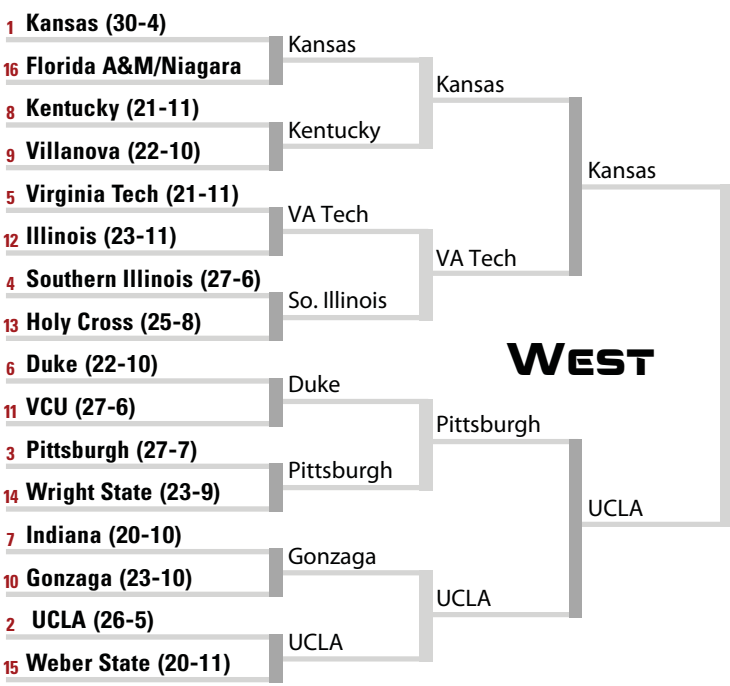 1 Kansas (30-4)
16 Florida A&M/Niagara
8 Kentucky (21-11)
9 Villanova (22-10)
5 Virginia Tech (21-11)
12 Illinois (23-11)
4 Southern Illinois (27-6)
13 Holy Cross (25-8)
6 Duke (22-10)
11 VCU (27-6)
3 Pittsburgh (27-7)
14 Wright State (23-9)
7 Indiana (20-10)
10 Gonzaga (23-10)
2 UCLA (26-5)
15 Weber State (20-11)
Kansas
Kentucky
VA Tech
So. Illinois
Duke
Pittsburgh
Gonzaga
UCLA
Kansas
VA Tech
Pittsburgh
UCLA
Kansas
UCLA
WEST